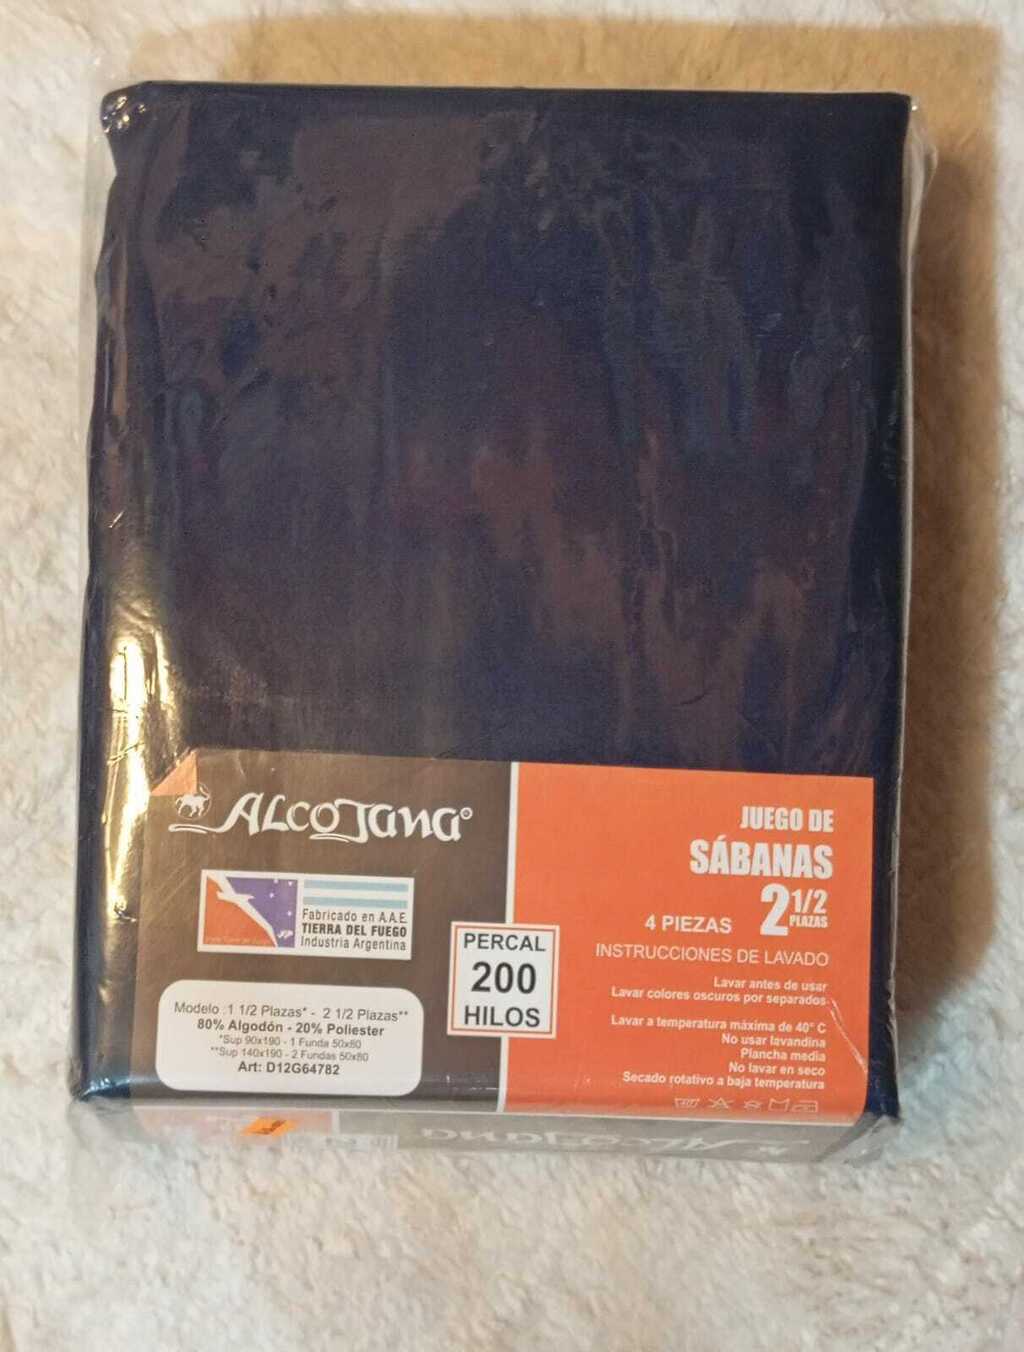 ALCOJana®
Fabricado en A.A.E.
TIERRA DEL FUEGO
Industria Argentina
Modelo :1 1/2 Plazas* - 2 1/2 Plazas**
80% Algodón - 20% Poliester
*Sup 90x190 - 1 Funda 50x80
**Sup 140x190 - 2 Fundas 50x80
Art: D12G64782
PERCAL
200
HILOS
JUEGO DE
SÁBANAS
4 PIEZAS 2 1/2 PLAZAS
INSTRUCCIONES DE LAVADO
Lavar antes de usar
Lavar colores oscuros por separados
Lavar a temperatura máxima de 40° C
No usar lavandina
Plancha media
No lavar en seco
Secado rotativo a baja temperatura
ALCOJana